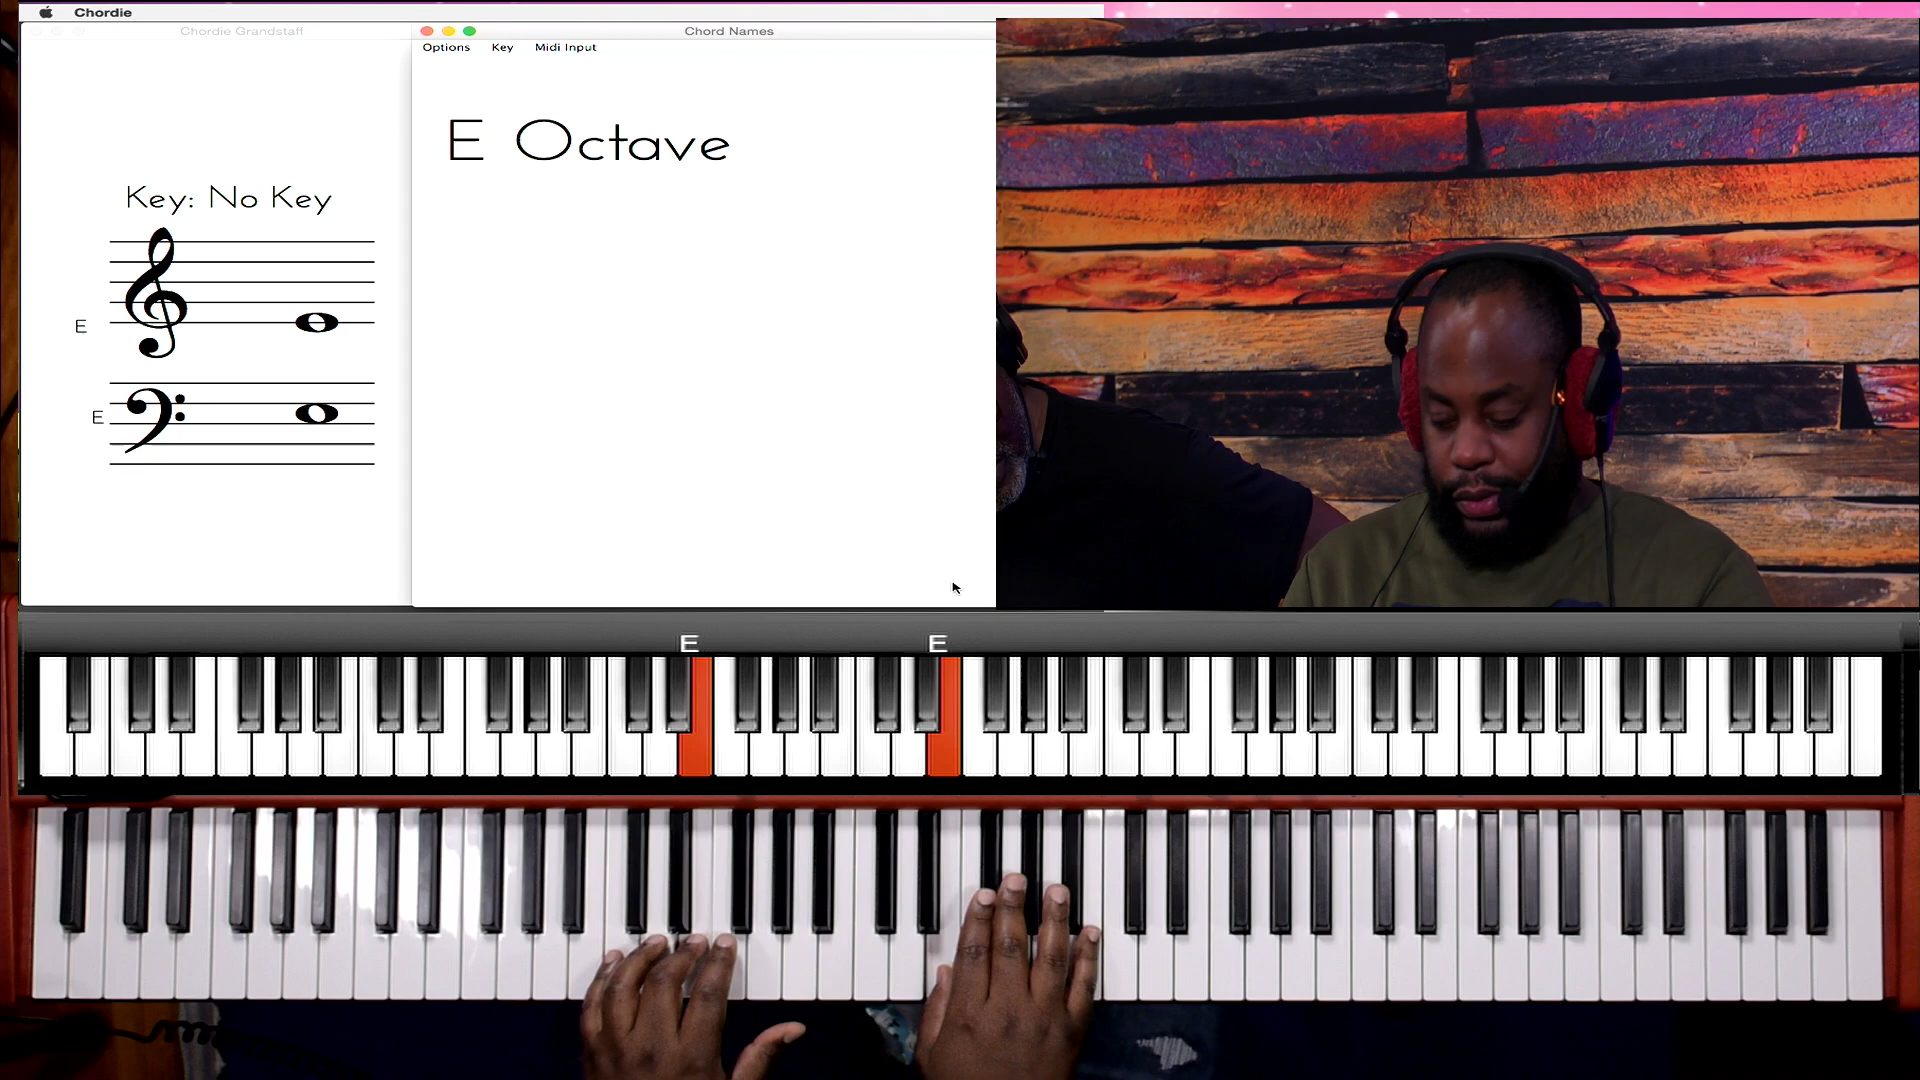 Chordie
Chordie Grandstaff
Chord Names
Options Key Midi Input
E Octave
Key: No Key
E
E
E E